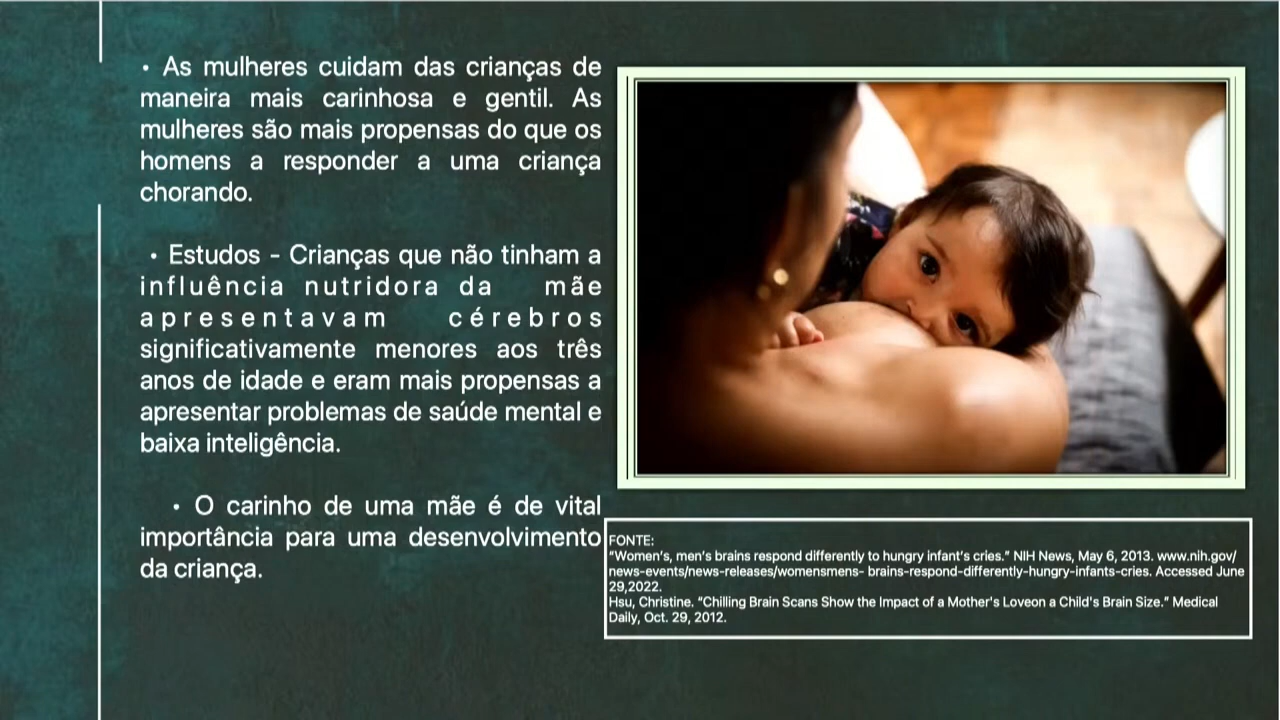 • As mulheres cuidam das crianças de
maneira mais carinhosa e gentil. As
mulheres são mais propensas do que os
homens a responder a uma criança
chorando.
• Estudos - Crianças que não tinham a
influência nutridora da mãe
apresentavam cérebros
significativamente menores aos três
anos de idade e eram mais propensas a
apresentar problemas de saúde mental e
baixa inteligência.
• O carinho de uma mãe é de vital
importância para uma desenvolvimento
da criança.
FONTE:
“Women’s, men’s brains respond differently to hungry infant’s cries.” NIH News, May 6, 2013. www.nih.gov/
news-events/news-releases/womensmens- brains-respond-differently-hungry-infants-cries. Accessed June
29,2022.
Hsu, Christine. “Chilling Brain Scans Show the Impact of a Mother's Loveon a Child's Brain Size.” Medical
Daily, Oct. 29, 2012.